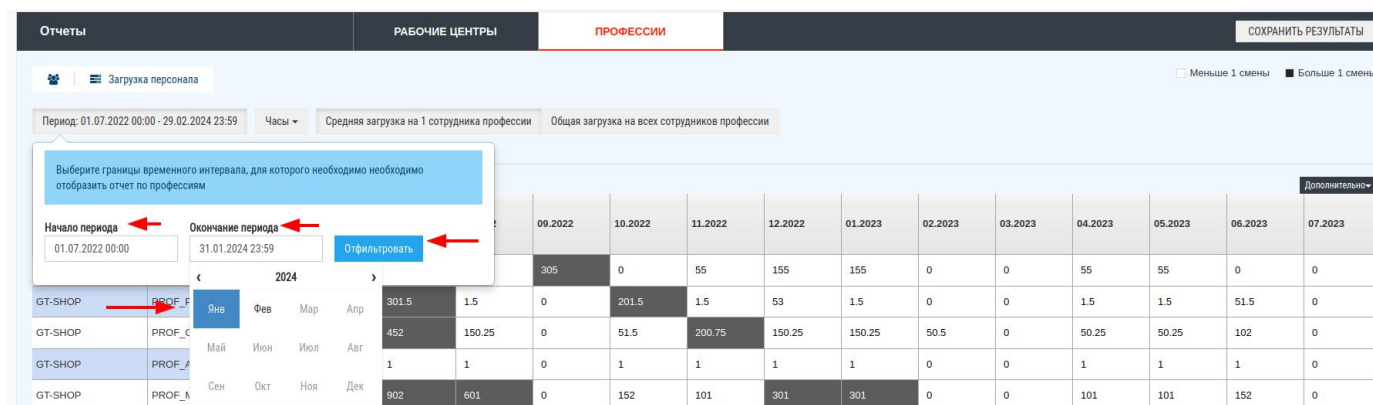 Отчеты РАБОЧИЕ ЦЕНТРЫ ПРОФЕССИИ СОХРАНИТЬ РЕЗУЛЬТАТЫ
Загрузка персонала Меньше 1 смены Больше 1 смены
Период: 01.07.2022 00:00 - 29.02.2024 23:59 Часы Средняя загрузка на 1 сотрудника профессии Общая загрузка на всех сотрудников профессии
Выберите границы временного интервала, для которого необходимо необходимо
отобразить отчет по профессиям
Дополнительно
Начало периода Окончание периода
09.2022 10.2022 11.2022 12.2022 01.2023 02.2023 03.2023 04.2023 05.2023 06.2023 07.2023
01.07.2022 00:00 31.01.2024 23:59 Отфильтровать
‹ 2024 ›
305 0 55 155 155 0 0 55 55 0 0
GT-SHOP 301.5 1.5 0 201.5 1.5 53 1.5 0 0 1.5 1.5 51.5 0
Янв Фев Мар Апр
GT-SHOP 452 150.25 0 51.5 200.75 150.25 150.25 50.5 0 50.25 50.25 102 0
Май Июн Июл Авг
GT-SHOP PROF_A 1 1 0 1 1 1 1 0 0 1 1 1 0
Сен Окт Ноя Дек
GT-SHOP 902 601 0 152 101 301 301 0 0 101 101 152 0